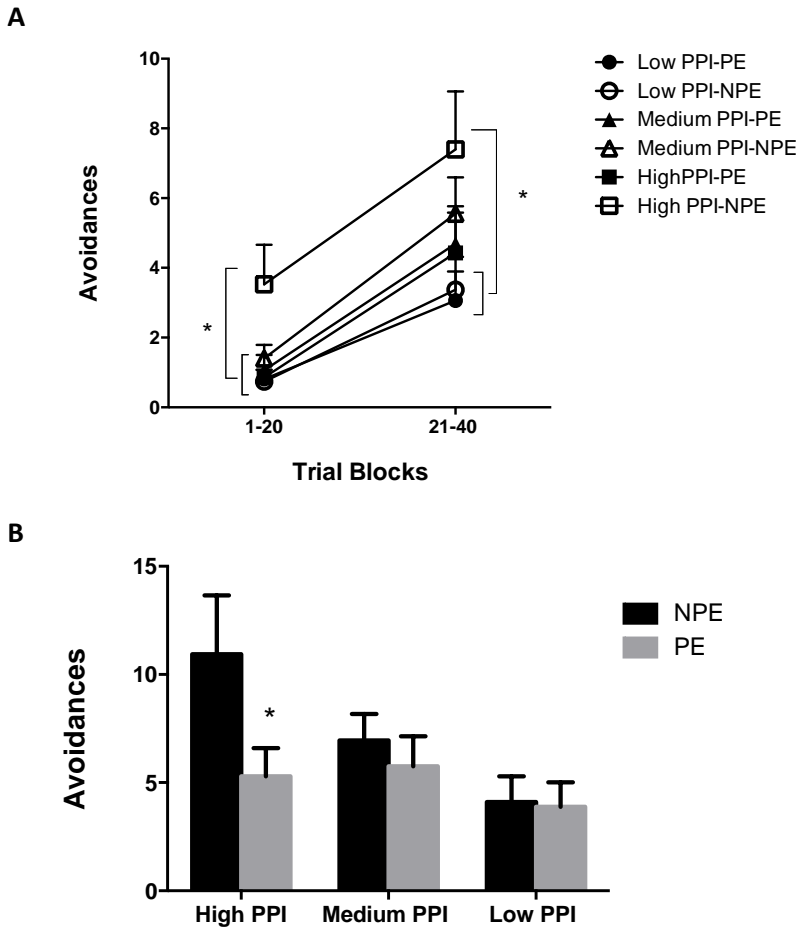 A
10
8
6
4
2
0
Avoidances
*
*
1-20 21-40
Trial Blocks
Low PPI-PE
Low PPI-NPE
Medium PPI-PE
Medium PPI-NPE
HighPPI-PE
High PPI-NPE
B
15
10
5
0
Avoidances
*
High PPI Medium PPI Low PPI
NPE
PE